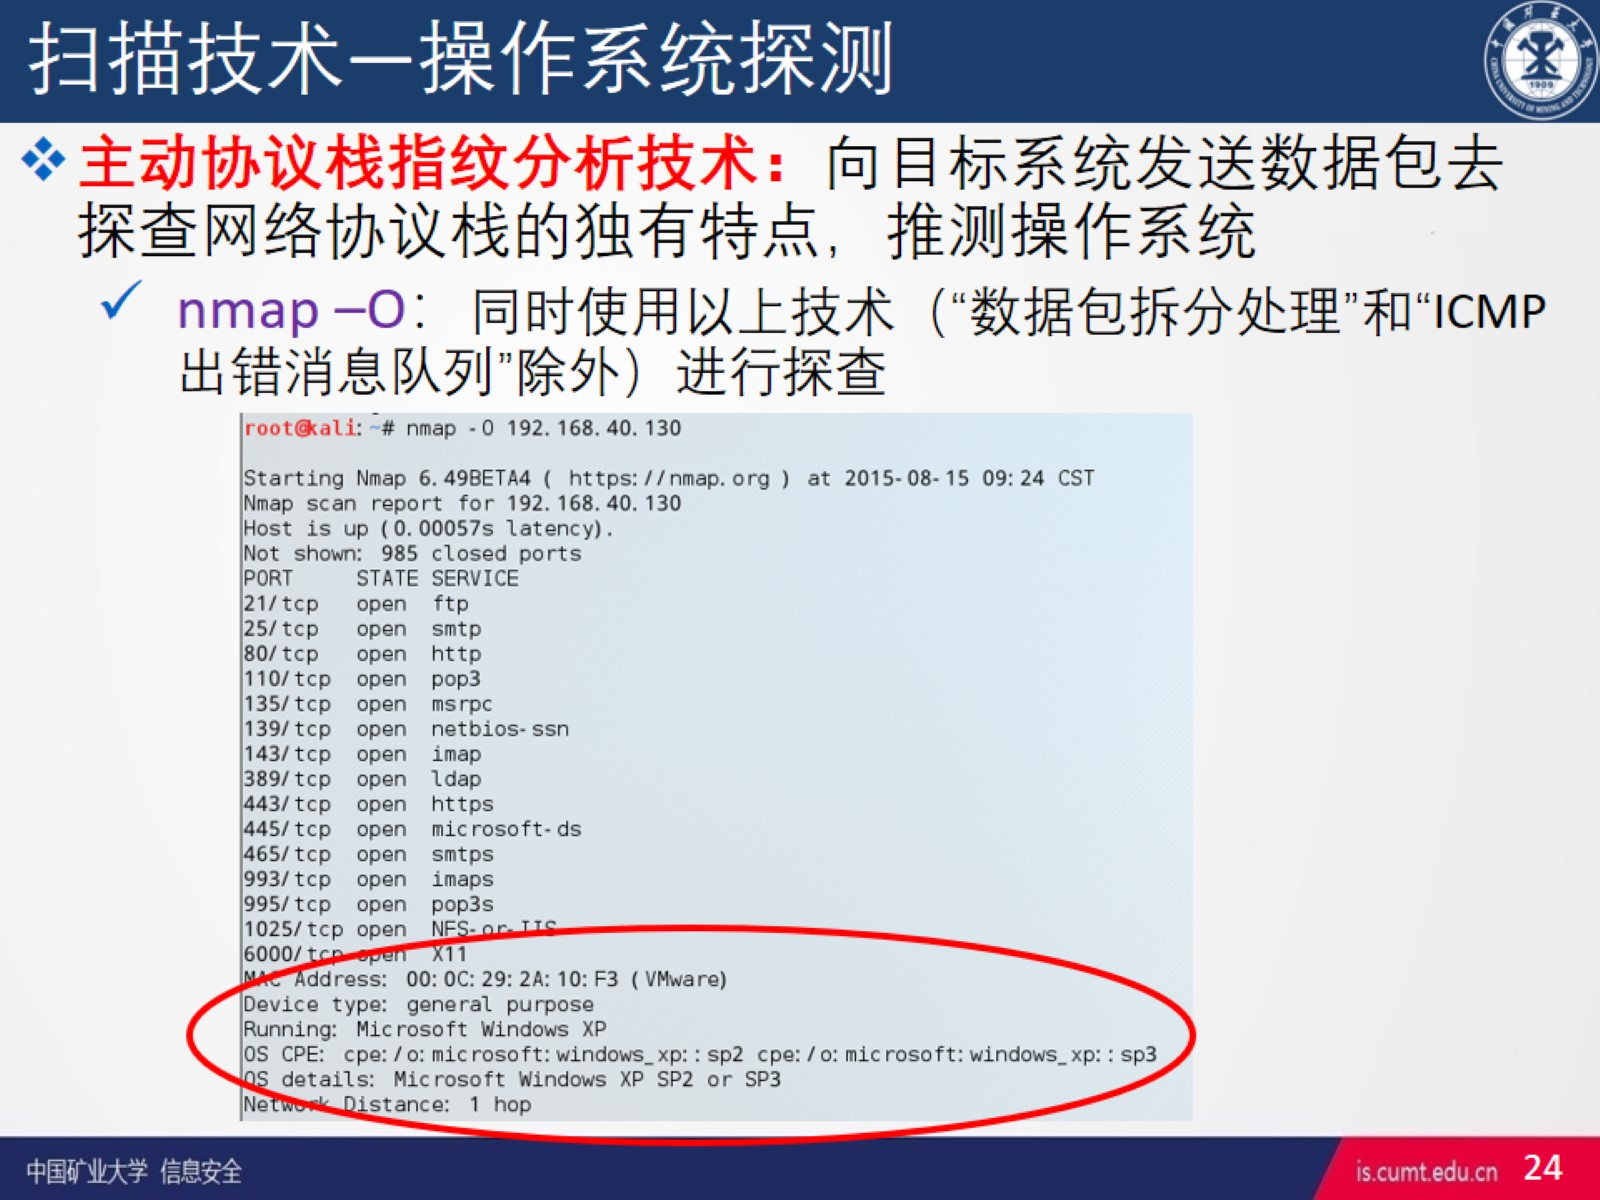 扫描技术—操作系统探测
主动协议栈指纹分析技术：向目标系统发送数据包去
探查网络协议栈的独有特点，推测操作系统
nmap –O： 同时使用以上技术（“数据包拆分处理”和“ICMP
出错消息队列”除外）进行探查
root@kali:~# nmap -O 192.168.40.130
Starting Nmap 6.49BETA4 ( https://nmap.org ) at 2015-08-15 09:24 CST
Nmap scan report for 192.168.40.130
Host is up (0.00057s latency).
Not shown: 985 closed ports
PORT     STATE SERVICE
21/tcp   open  ftp
25/tcp   open  smtp
80/tcp   open  http
110/tcp  open  pop3
135/tcp  open  msrpc
139/tcp  open  netbios-ssn
143/tcp  open  imap
389/tcp  open  ldap
443/tcp  open  https
445/tcp  open  microsoft-ds
465/tcp  open  smtps
993/tcp  open  imaps
995/tcp  open  pop3s
1025/tcp open  NFS-or-IIS
6000/tcp open  X11
MAC Address: 00:0C:29:2A:10:F3 (VMware)
Device type: general purpose
Running: Microsoft Windows XP
OS CPE: cpe:/o:microsoft:windows_xp::sp2 cpe:/o:microsoft:windows_xp::sp3
OS details: Microsoft Windows XP SP2 or SP3
Network Distance: 1 hop
中国矿业大学 信息安全
is.cumt.edu.cn 24
1909
CHINA UNIVERSITY OF MINING AND TECHNOLOGY